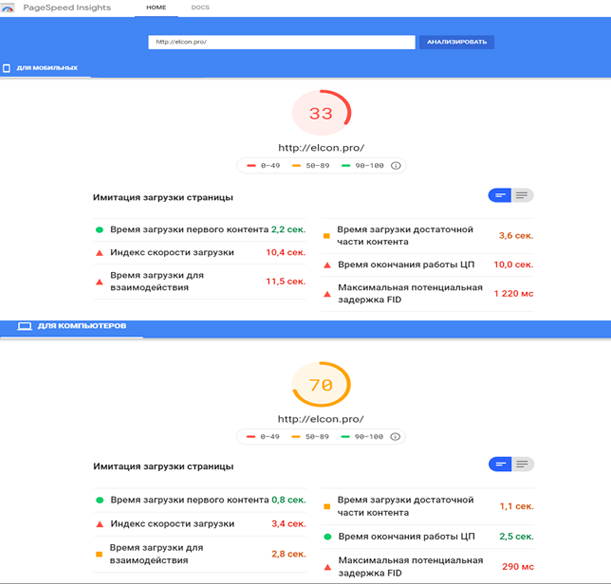 PageSpeed Insights HOME DOCS
http://elcon.pro/ АНАЛИЗИРОВАТЬ
ДЛЯ МОБИЛЬНЫХ
33
http://elcon.pro/
0–49 50–89 90–100
Имитация загрузки страницы
Время загрузки первого контента 2,2 сек.
Индекс скорости загрузки 10,4 сек.
Время загрузки для
взаимодействия 11,5 сек.
Время загрузки достаточной
части контента 3,6 сек.
Время окончания работы ЦП 10,0 сек.
Максимальная потенциальная
задержка FID 1 220 мс
ДЛЯ КОМПЬЮТЕРОВ
70
http://elcon.pro/
0–49 50–89 90–100
Имитация загрузки страницы
Время загрузки первого контента 0,8 сек.
Индекс скорости загрузки 3,4 сек.
Время загрузки для
взаимодействия 2,8 сек.
Время загрузки достаточной
части контента 1,1 сек.
Время окончания работы ЦП 2,5 сек.
Максимальная потенциальная
задержка FID 290 мс